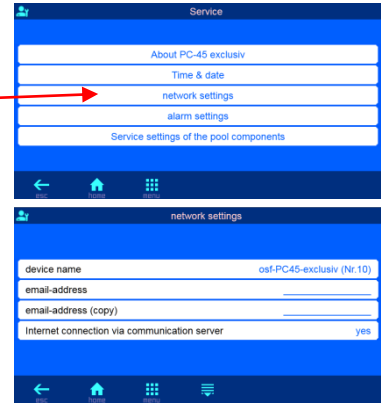 Service
About PC-45 exclusiv
Time & date
network settings
alarm settings
Service settings of the pool components
esc home menu
network settings
device name osf-PC45-exclusiv (Nr.10)
email-address
email-address (copy)
Internet connection via communication server yes
esc home menu